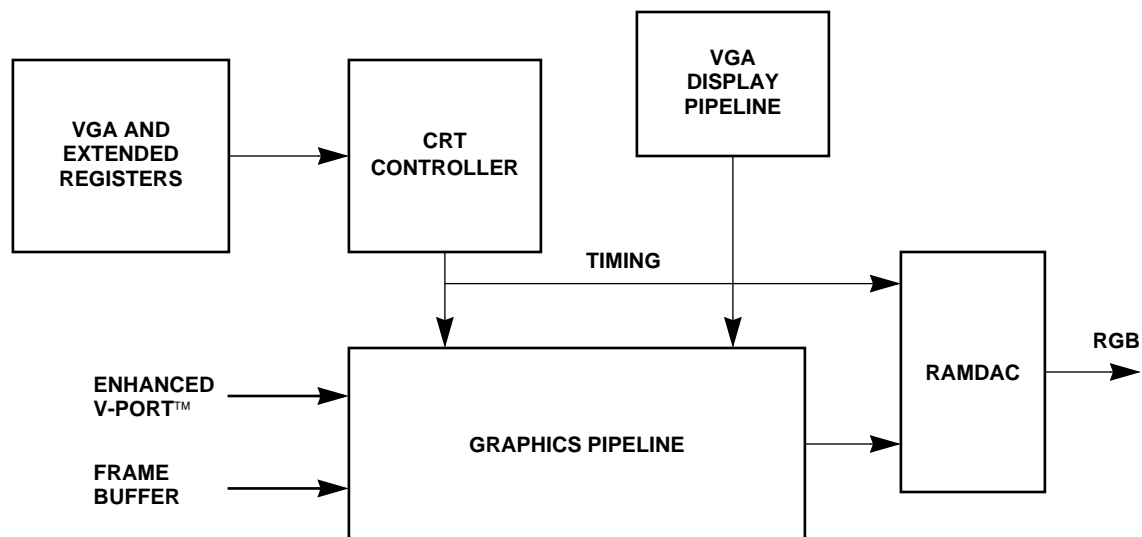 VGA
DISPLAY
PIPELINE
VGA AND
EXTENDED
REGISTERS
CRT
CONTROLLER
TIMING
RGB
RAMDAC
ENHANCED
V-PORT™
GRAPHICS PIPELINE
FRAME
BUFFER